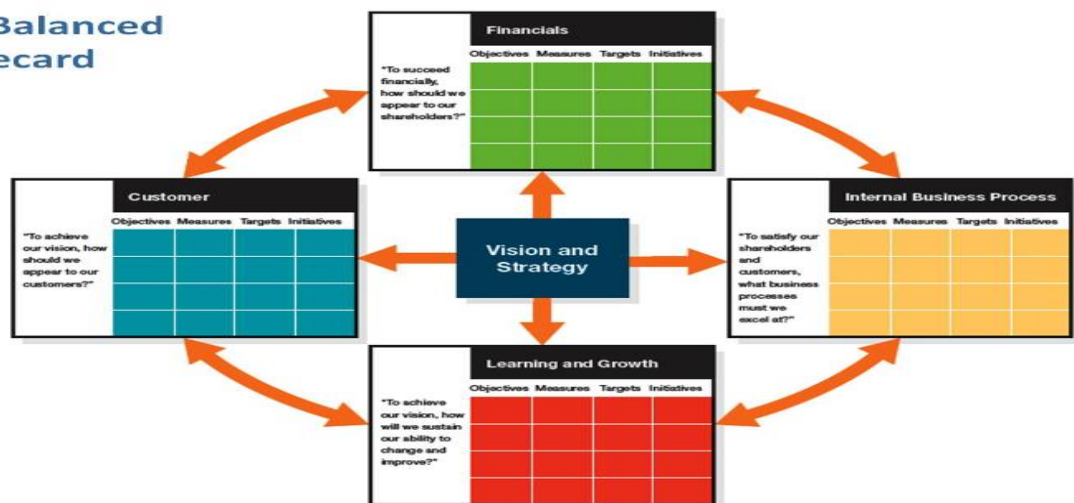 Balanced
ecard
Financials
Objectives Measures Targets Initiatives
"To succeed
financially,
how should we
appear to our
shareholders?"
Customer
Objectives Measures Targets Initiatives
"To achieve
our vision, how
should we
appear to our
customers?"
Vision and
Strategy
Internal Business Process
Objectives Measures Targets Initiatives
"To satisfy our
shareholders
and
customers,
what business
processes
must we
excel at?"
Learning and Growth
Objectives Measures Targets Initiatives
"To achieve
our vision, how
will we sustain
our ability to
change and
improve?"